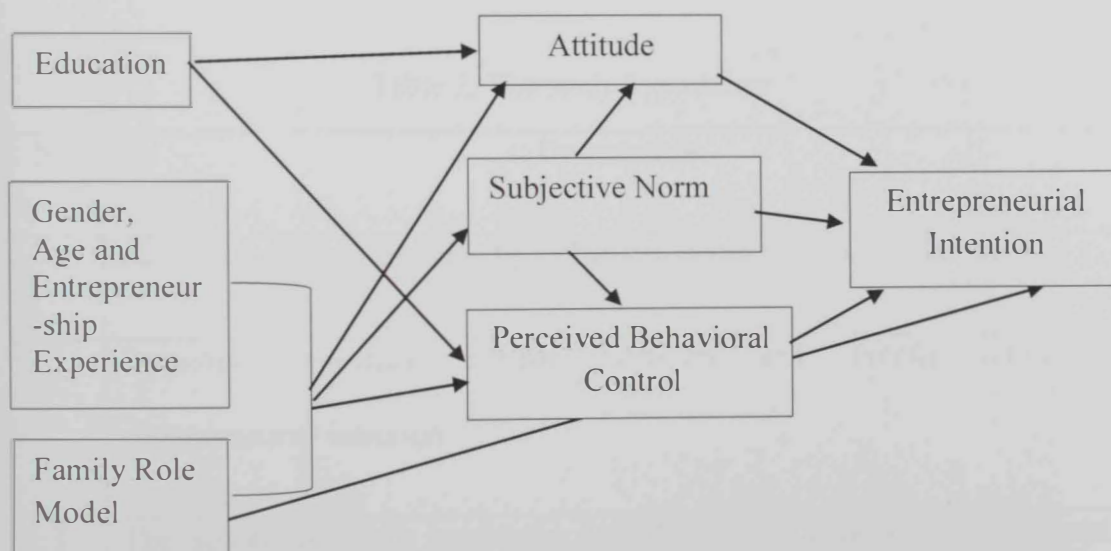 Education
Attitude
Gender,
Age and
Entrepreneur
-ship
Experience
Subjective Norm
Entrepreneurial
Intention
Perceived Behavioral
Control
Family Role
Model